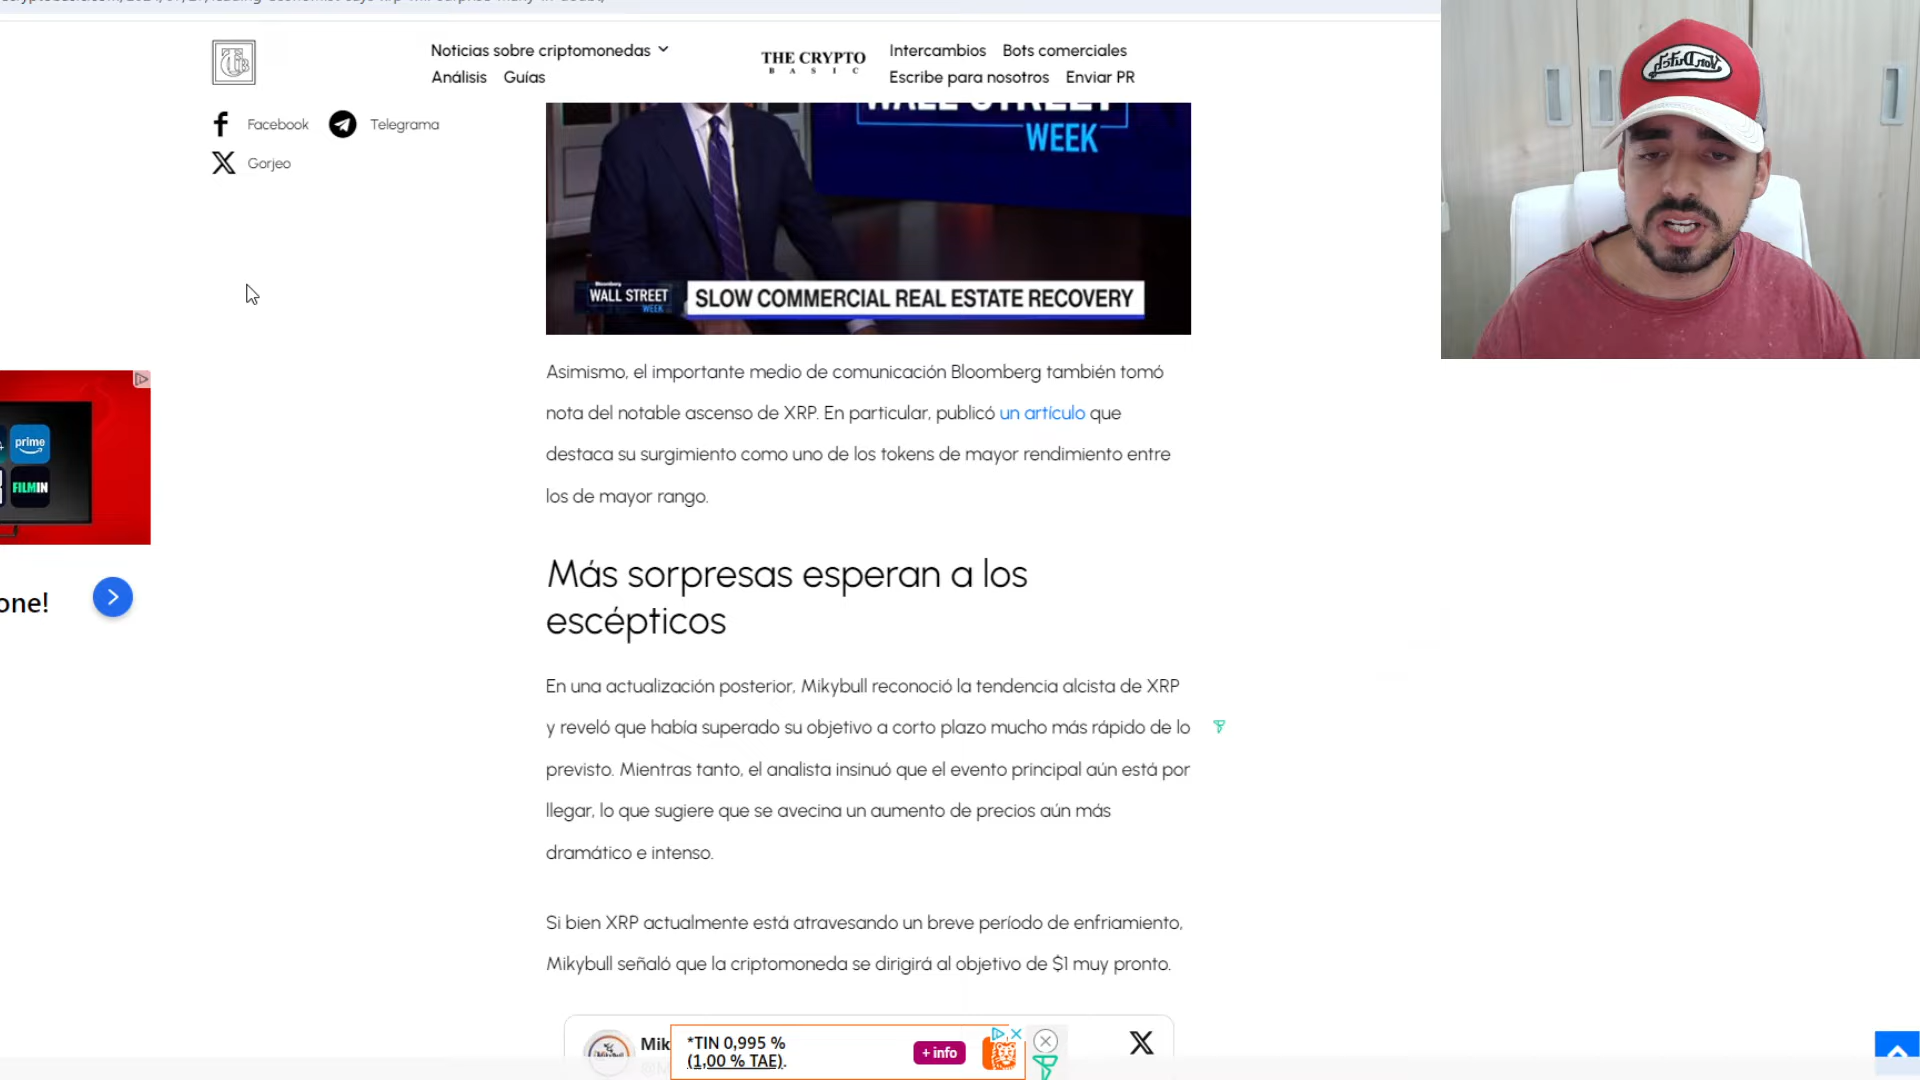 Noticias sobre criptomonedas
Análisis Guías
THE CRYPTO
BASIC
Intercambios Bots comerciales
Escribe para nosotros Enviar PR
Facebook
Telegrama
Gorjeo
WALL STREET
WEEK
Bloomberg
WALL STREET
WEEK
SLOW COMMERCIAL REAL ESTATE RECOVERY
prime
FILMIN
one!
Asimismo, el importante medio de comunicación Bloomberg también tomó
nota del notable ascenso de XRP. En particular, publicó un artículo que
destaca su surgimiento como uno de los tokens de mayor rendimiento entre
los de mayor rango.
Más sorpresas esperan a los
escépticos
En una actualización posterior, Mikybull reconoció la tendencia alcista de XRP
y reveló que había superado su objetivo a corto plazo mucho más rápido de lo
previsto. Mientras tanto, el analista insinuó que el evento principal aún está por
llegar, lo que sugiere que se avecina un aumento de precios aún más
dramático e intenso.
Si bien XRP actualmente está atravesando un breve período de enfriamiento,
Mikybull señaló que la criptomoneda se dirigirá al objetivo de $1 muy pronto.
Mik
*TIN 0,995 %
(1,00 % TAE).
+ info